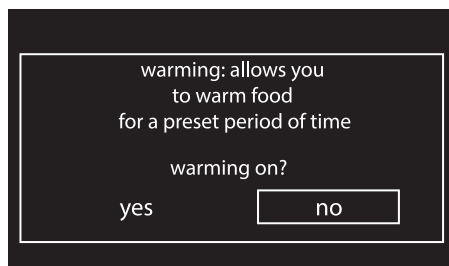 warming: allows you
to warm food
for a preset period of time
warming on?
yes no